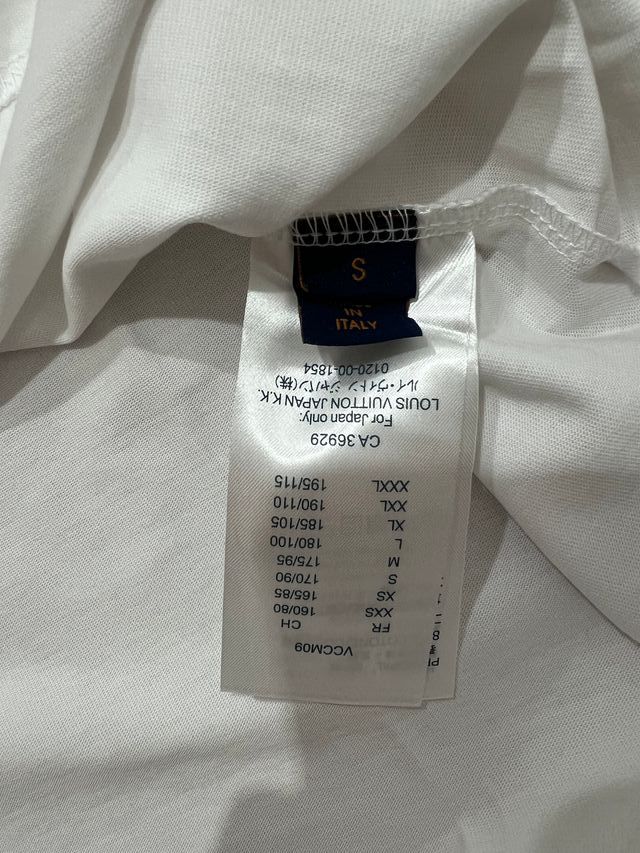 S
IN
ITALY
VCCM09
FR CH
XXS 160/80
XS 165/85
S 170/90
M 175/95
L 180/100
XL 185/105
XXL 190/110
XXXL 195/115
CA 36929
For Japan only:
LOUIS VUITTON JAPAN K.K.
ルイ・ヴィトン ジャパン(株)
0120-00-1854